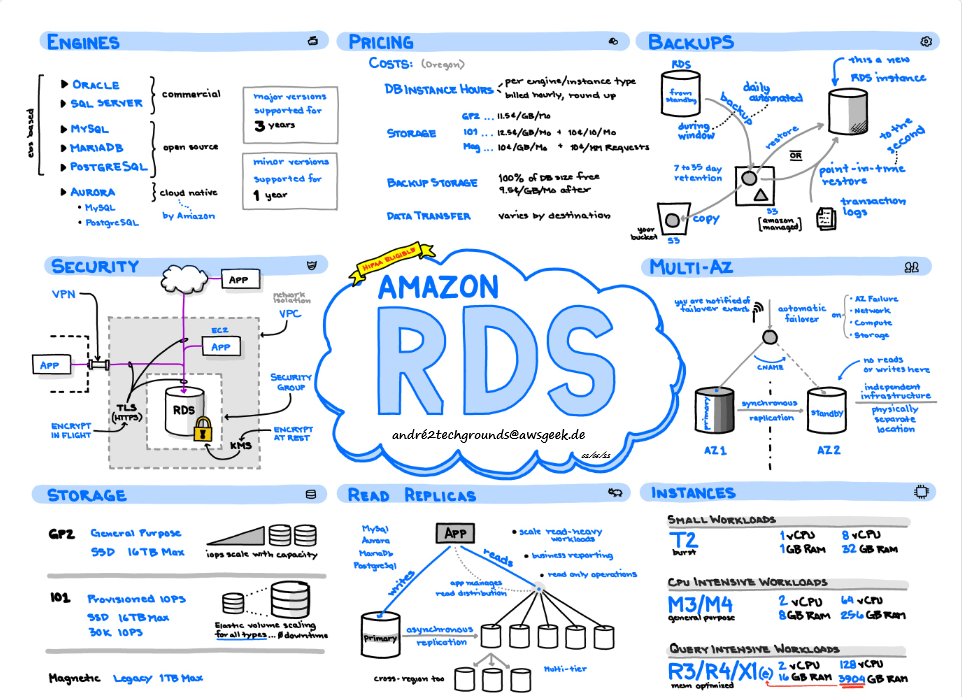 ENGINES
ebs based
ORACLE
SQL SERVER
commercial
MYSQL
MARIADB
POSTGRESQL
open source
AURORA
MySQL
PostgreSQL
cloud native
by Amazon
major versions
supported for
3 years
minor versions
supported for
1 year
PRICING
COSTS: (Oregon)
DB INSTANCE HOURS
per engine/instance type
billed hourly, round up
STORAGE
GP2 ... 11.5¢/GB/Mo
IO1 ... 12.5¢/GB/Mo + 10¢/IO/Mo
Mag ... 10¢/GB/Mo + 10¢/MM Requests
BACKUP STORAGE
100% of DB size free
9.5¢/GB/Mo after
DATA TRANSFER
varies by destination
BACKUPS
RDS
from standby
backup
daily
automated
during
window
this a new
RDS instance
restore
OR
to the
second
point-in-time
restore
7 to 35 day
retention
S3
[amazon
managed]
transaction
logs
copy
your
bucket
S3
SECURITY
VPN
APP
network
isolation
VPC
EC2
APP
APP
TLS
(HTTPS)
RDS
SECURITY
GROUP
ENCRYPT
IN FLIGHT
KMS
ENCRYPT
AT REST
HIPAA ELIGIBLE
AMAZON
RDS
andré2techgrounds@awsgeek.de
MULTI-AZ
you are notified of
failover events
automatic
failover
on
AZ Failure
Network
Compute
Storage
CNAME
no reads
or writes here
primary
synchronous
replication
standby
independent
infrastructure
physically
separate
location
AZ1
AZ2
STORAGE
GP2
General Purpose
SSD 16TB Max
iops scale with capacity
IO1
Provisioned IOPS
SSD 16TB Max
30K IOPS
Elastic volume scaling
for all types... Ø downtime
Magnetic Legacy 1TB Max
READ REPLICAS
MySql
Aurora
MariaDb
PostgreSql
App
writes
reads
scale read-heavy
workloads
business reporting
read only operations
app manages
read distribution
primary
asynchronous
replication
cross-region too
multi-tier
INSTANCES
SMALL WORKLOADS
T2
burst
1 vCPU
1 GB RAM
8 vCPU
32 GB RAM
CPU INTENSIVE WORKLOADS
M3/M4
general purpose
2 vCPU
8 GB RAM
64 vCPU
256 GB RAM
QUERY INTENSIVE WORKLOADS
R3/R4/X1(e)
mem optimized
2 vCPU
16 GB RAM
128 vCPU
3904 GB RAM